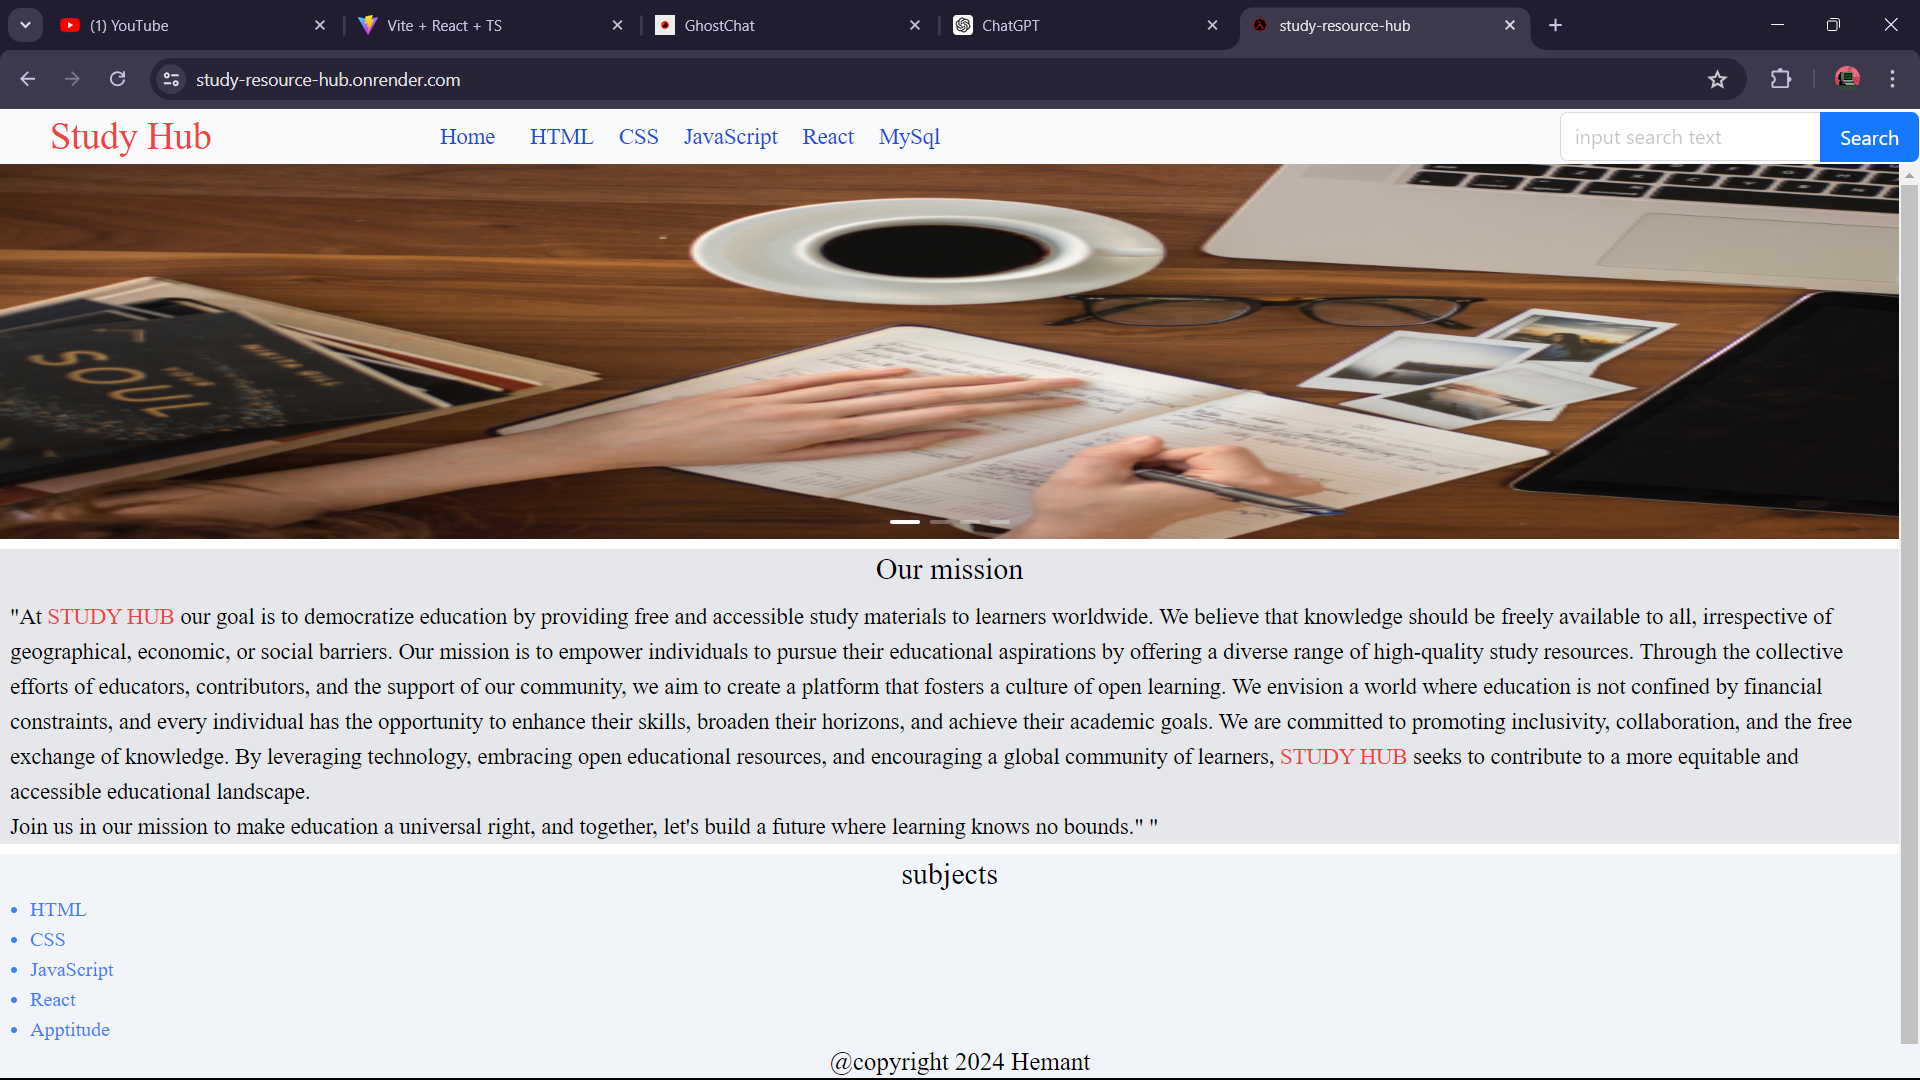 (1) YouTube
Vite + React + TS
GhostChat
ChatGPT
study-resource-hub
study-resource-hub.onrender.com
Study Hub
Home HTML CSS JavaScript React MySql
input search text
Search
SOUL
YOUR
Our mission
"At STUDY HUB our goal is to democratize education by providing free and accessible study materials to learners worldwide. We believe that knowledge should be freely available to all, irrespective of
geographical, economic, or social barriers. Our mission is to empower individuals to pursue their educational aspirations by offering a diverse range of high-quality study resources. Through the collective
efforts of educators, contributors, and the support of our community, we aim to create a platform that fosters a culture of open learning. We envision a world where education is not confined by financial
constraints, and every individual has the opportunity to enhance their skills, broaden their horizons, and achieve their academic goals. We are committed to promoting inclusivity, collaboration, and the free
exchange of knowledge. By leveraging technology, embracing open educational resources, and encouraging a global community of learners, STUDY HUB seeks to contribute to a more equitable and
accessible educational landscape.
Join us in our mission to make education a universal right, and together, let's build a future where learning knows no bounds." "
subjects
HTML
CSS
JavaScript
React
Apptitude
@copyright 2024 Hemant